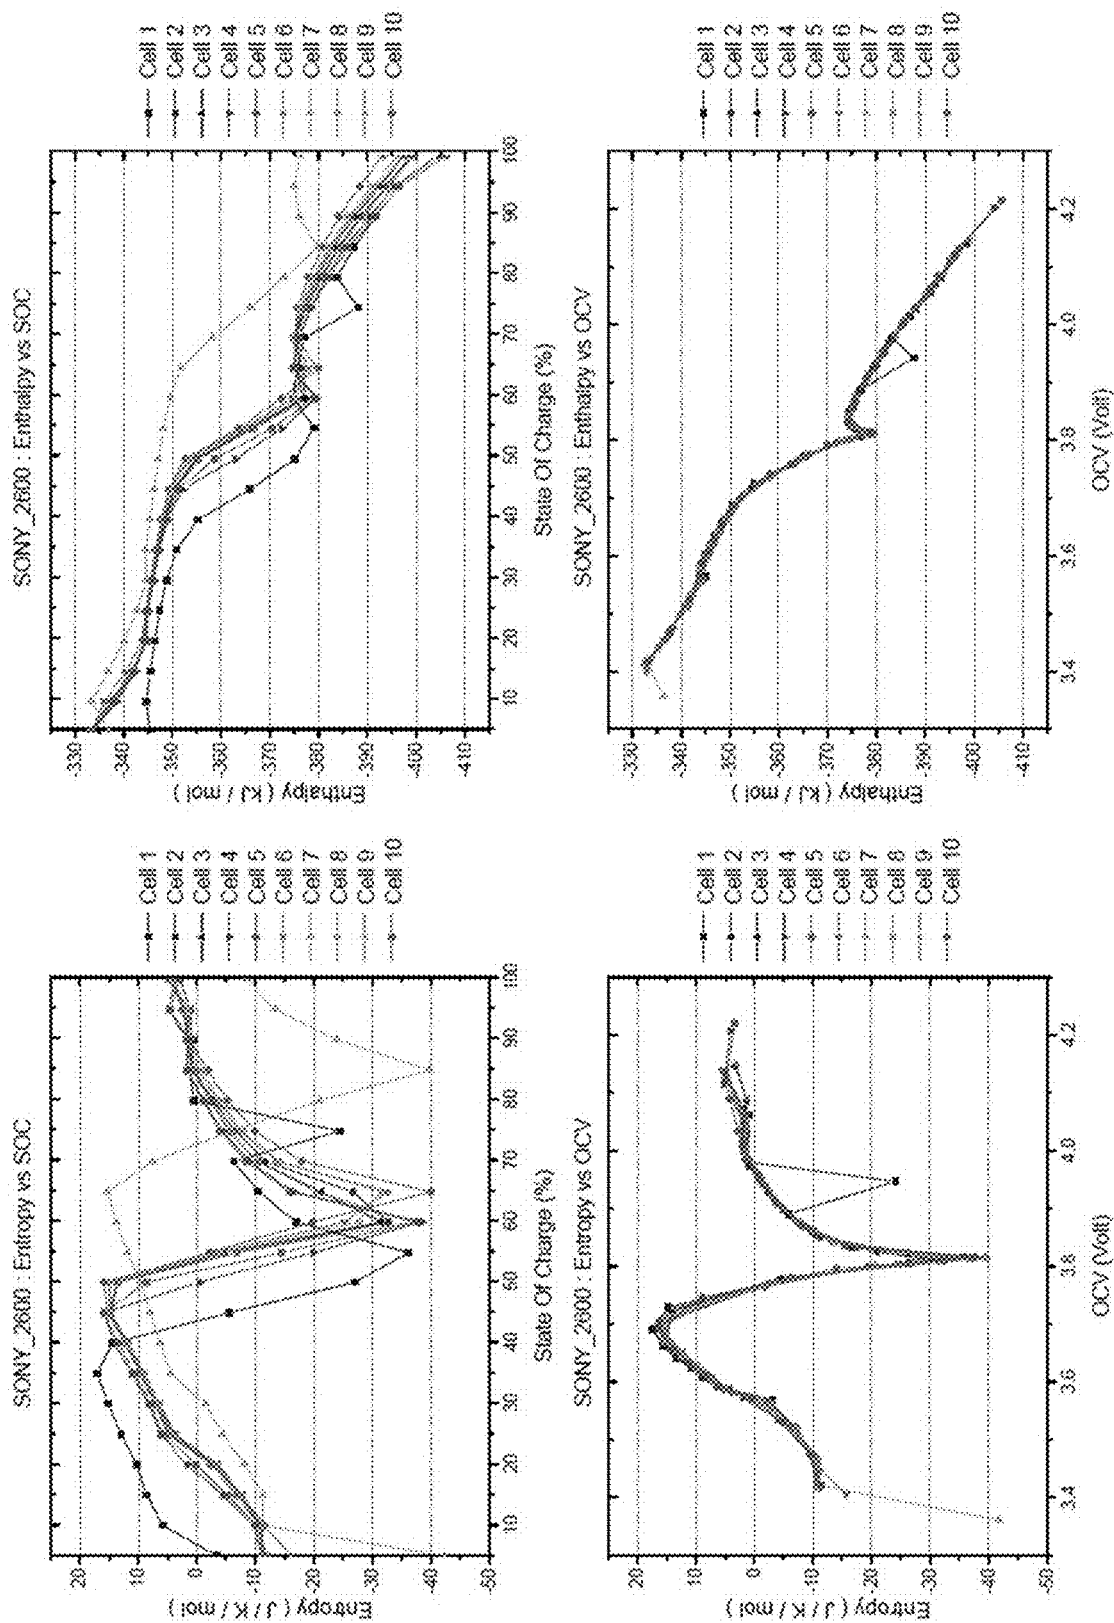 SONY_2600 : Entropy vs SOC
Entropy ( J / K / mol )
20
10
0
-10
-20
-30
-40
-50
10
20
30
40
50
60
70
80
90
100
State Of Charge (%)
Cell 1
Cell 2
Cell 3
Cell 4
Cell 5
Cell 6
Cell 7
Cell 8
Cell 9
Cell 10
SONY_2600 : Enthalpy vs SOC
Enthalpy ( kJ / mol )
-330
-340
-350
-360
-370
-380
-390
-400
-410
10
20
30
40
50
60
70
80
90
100
State Of Charge (%)
Cell 1
Cell 2
Cell 3
Cell 4
Cell 5
Cell 6
Cell 7
Cell 8
Cell 9
Cell 10
SONY_2600 : Entropy vs OCV
Entropy ( J / K / mol )
20
10
0
-10
-20
-30
-40
-50
3.4
3.6
3.8
4.0
4.2
OCV (Volt)
Cell 1
Cell 2
Cell 3
Cell 4
Cell 5
Cell 6
Cell 7
Cell 8
Cell 9
Cell 10
SONY_2600 : Enthalpy vs OCV
Enthalpy ( kJ / mol )
-330
-340
-350
-360
-370
-380
-390
-400
-410
3.4
3.6
3.8
4.0
4.2
OCV (Volt)
Cell 1
Cell 2
Cell 3
Cell 4
Cell 5
Cell 6
Cell 7
Cell 8
Cell 9
Cell 10